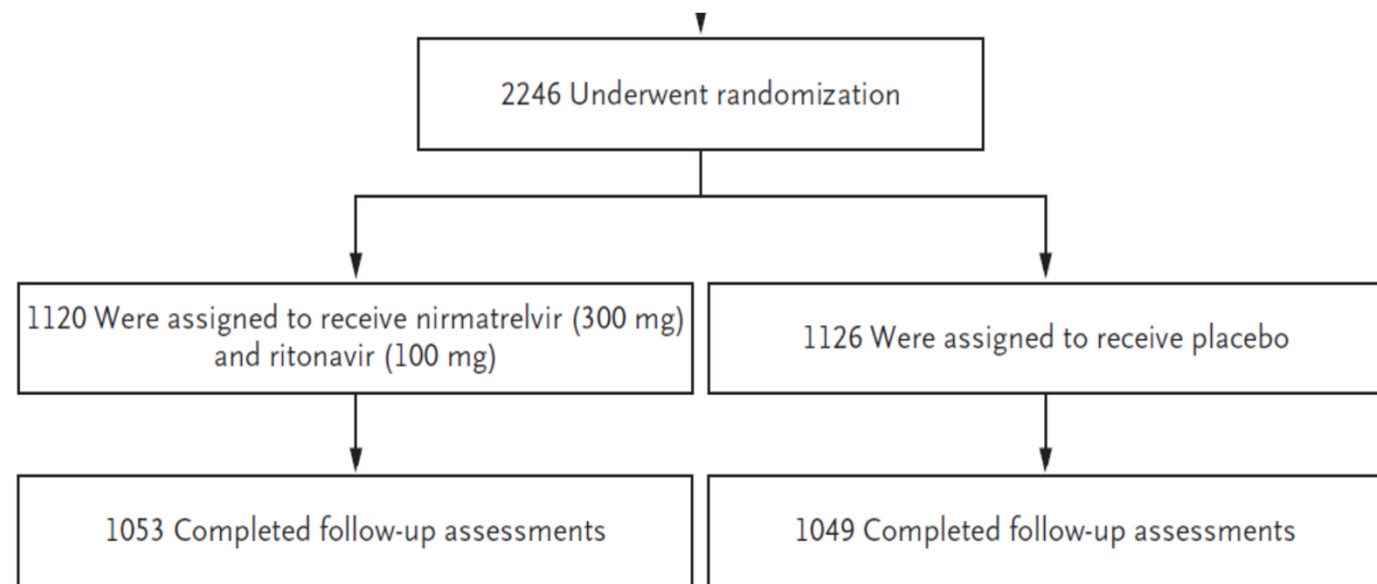 2246 Underwent randomization
1120 Were assigned to receive nirmatrelvir (300 mg)
and ritonavir (100 mg)
1126 Were assigned to receive placebo
1053 Completed follow-up assessments
1049 Completed follow-up assessments